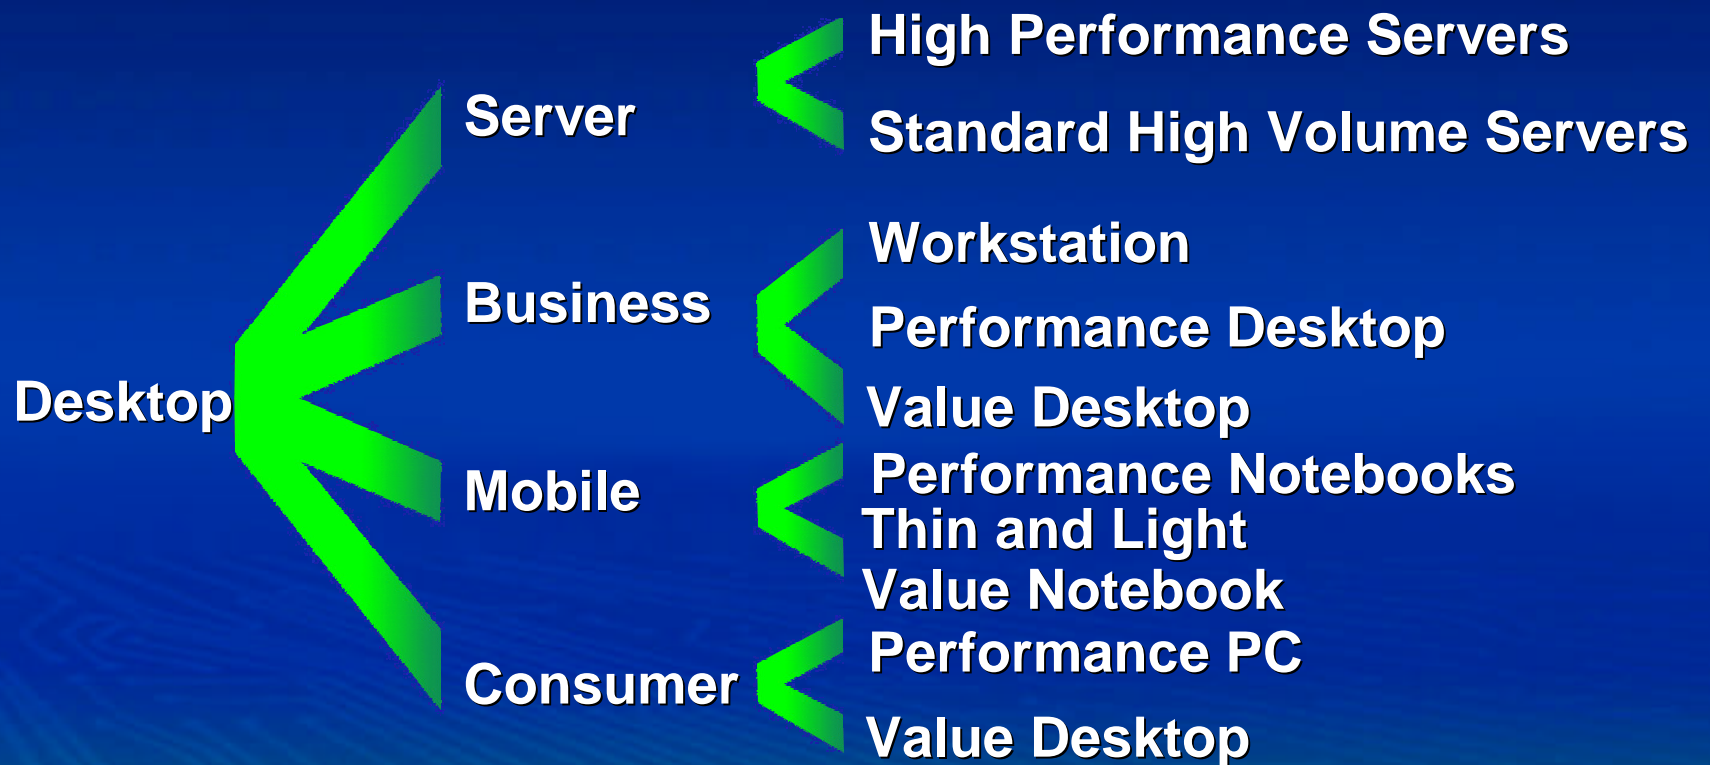 Desktop
Server
High Performance Servers
Standard High Volume Servers
Business
Workstation
Performance Desktop
Value Desktop
Mobile
Performance Notebooks
Thin and Light
Value Notebook
Consumer
Performance PC
Value Desktop